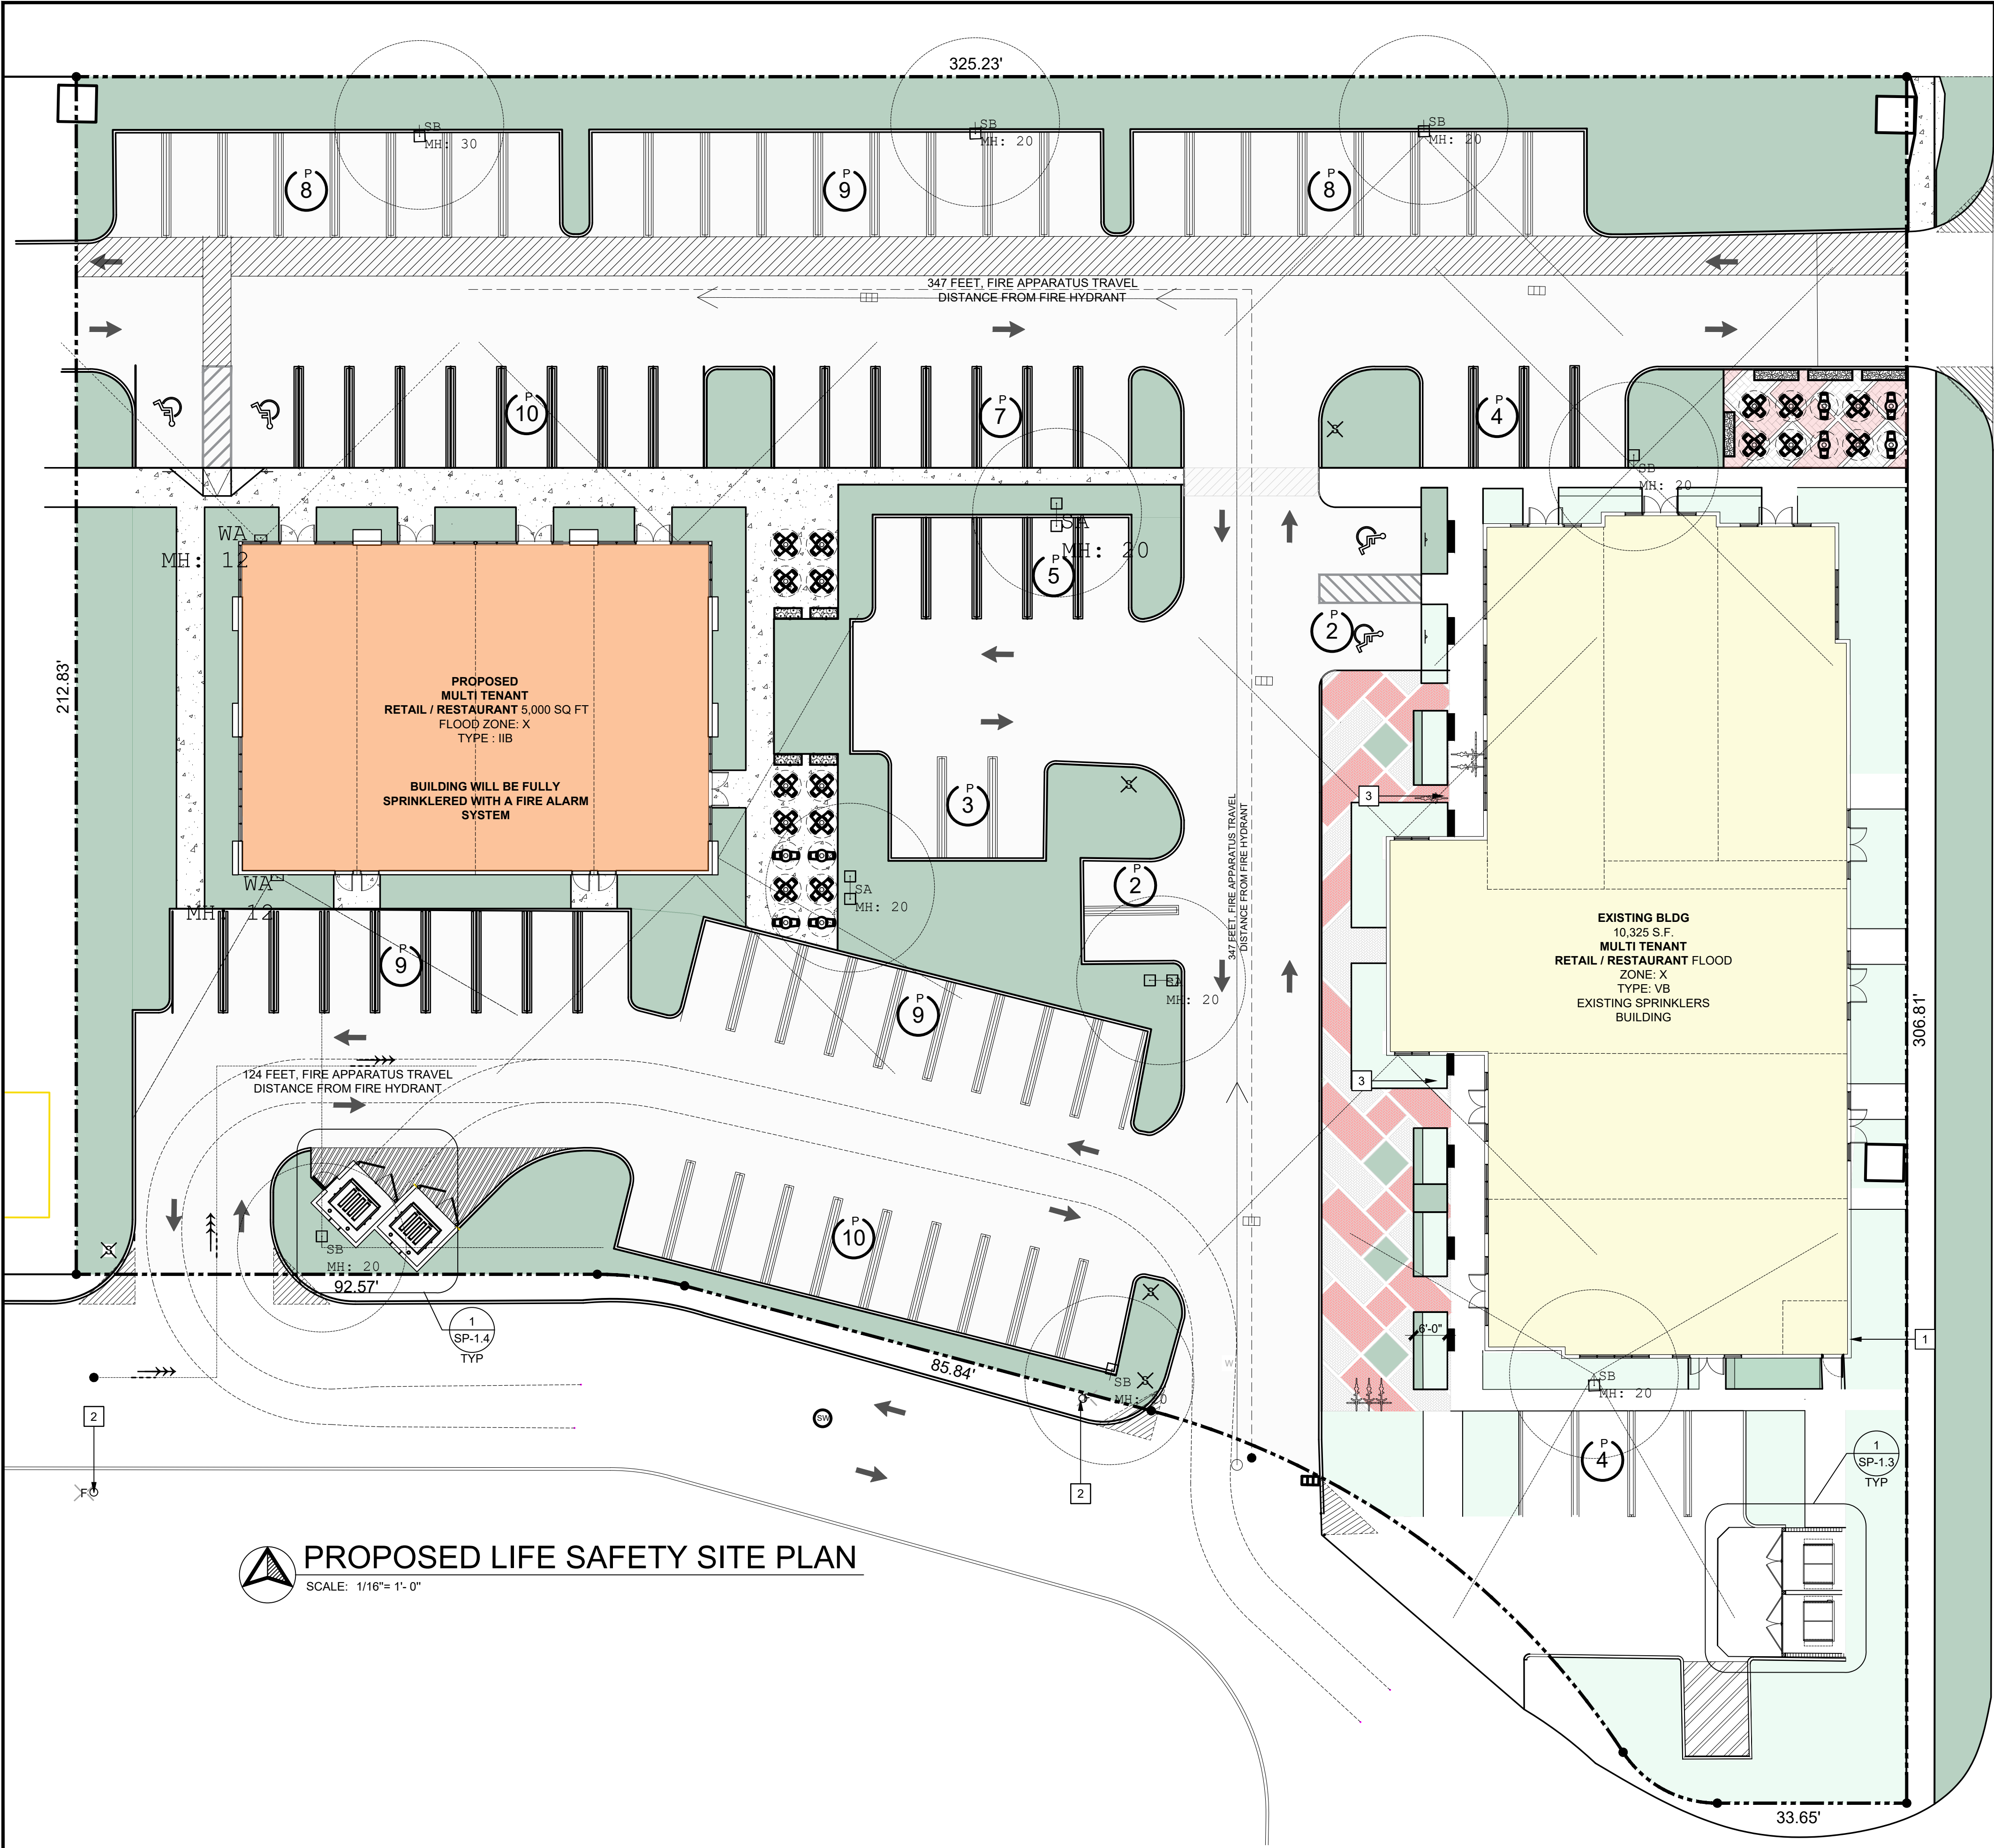 325.23'
SB
MH: 30
SB
MH: 20
SB
MH: 20
P
8
P
9
P
8
347 FEET, FIRE APPARATUS TRAVEL
DISTANCE FROM FIRE HYDRANT
P
10
P
7
P
4
SB
MH: 20
WA
MH: 12
SA
MH: 20
P
5
P
2
212.83'
PROPOSED
MULTI TENANT
RETAIL / RESTAURANT 5,000 SQ FT
FLOOD ZONE: X
TYPE : IIB
BUILDING WILL BE FULLY
SPRINKLERED WITH A FIRE ALARM
SYSTEM
P
3
3
347 FEET, FIRE APPARATUS TRAVEL
DISTANCE FROM FIRE HYDRANT
WA
MH: 12
SA
MH: 20
P
2
EXISTING BLDG
10,325 S.F.
MULTI TENANT
RETAIL / RESTAURANT FLOOD
ZONE: X
TYPE: VB
EXISTING SPRINKLERS
BUILDING
P
9
P
9
SA
MH: 20
306.81'
124 FEET, FIRE APPARATUS TRAVEL
DISTANCE FROM FIRE HYDRANT
3
P
10
SB
MH: 20
92.57'
1
SP-1.4
TYP
6'-0"
1
85.84'
W
SB
MH: 20
SB
MH: 20
2
SW
P
4
1
SP-1.3
TYP
F
2
PROPOSED LIFE SAFETY SITE PLAN
SCALE: 1/16"= 1'- 0"
33.65'